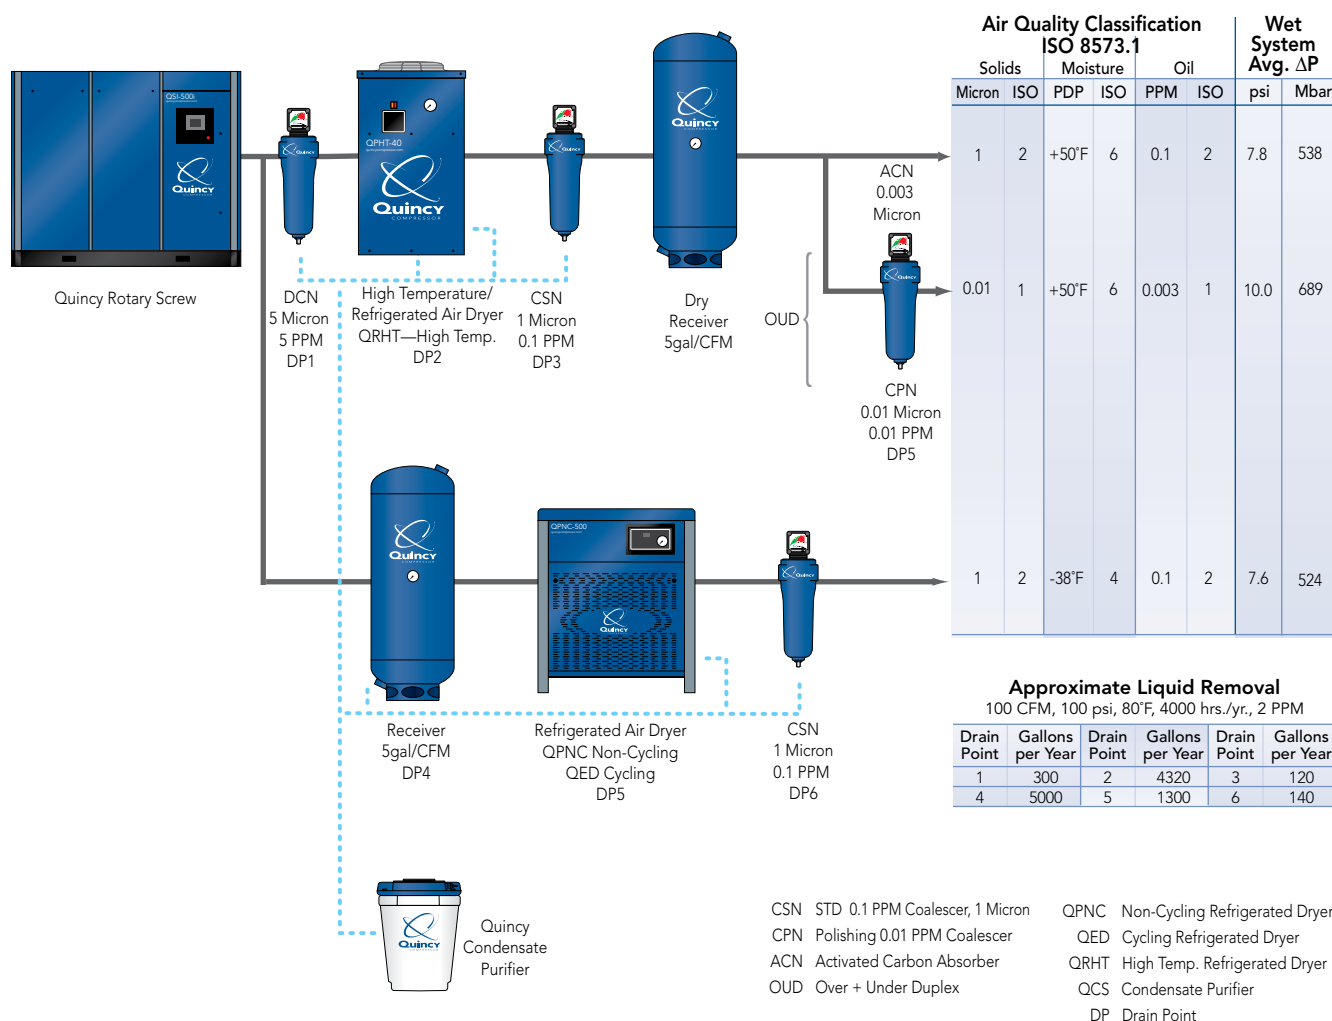 Air Quality Classification
ISO 8573.1
Wet
System
Avg. ΔP
Solids Moisture Oil
Micron ISO PDP ISO PPM ISO psi Mbar
1 2 +50˚F 6 0.1 2 7.8 538
0.01 1 +50˚F 6 0.003 1 10.0 689
1 2 -38˚F 4 0.1 2 7.6 524
QSI-500i
Quincy
COMPRESSOR
Quincy
QPHT-40
Quincy
COMPRESSOR
Quincy
Quincy
COMPRESSOR
ACN
0.003
Micron
Quincy
Quincy Rotary Screw
DCN
5 Micron
5 PPM
DP1
High Temperature/
Refrigerated Air Dryer
QRHT—High Temp.
DP2
CSN
1 Micron
0.1 PPM
DP3
Dry
Receiver
5gal/CFM
OUD
CPN
0.01 Micron
0.01 PPM
DP5
Quincy
COMPRESSOR
QPNC-500
Quincy
Quincy
Receiver
5gal/CFM
DP4
Refrigerated Air Dryer
QPNC Non-Cycling
QED Cycling
DP5
CSN
1 Micron
0.1 PPM
DP6
Approximate Liquid Removal
100 CFM, 100 psi, 80˚F, 4000 hrs./yr., 2 PPM
Drain Gallons Drain Gallons Drain Gallons
Point per Year Point per Year Point per Year
1 300 2 4320 3 120
4 5000 5 1300 6 140
Quincy
COMPRESSOR
Quincy
Condensate
Purifier
CSN STD 0.1 PPM Coalescer, 1 Micron
CPN Polishing 0.01 PPM Coalescer
ACN Activated Carbon Absorber
OUD Over + Under Duplex
QPNC Non-Cycling Refrigerated Dryer
QED Cycling Refrigerated Dryer
QRHT High Temp. Refrigerated Dryer
QCS Condensate Purifier
DP Drain Point